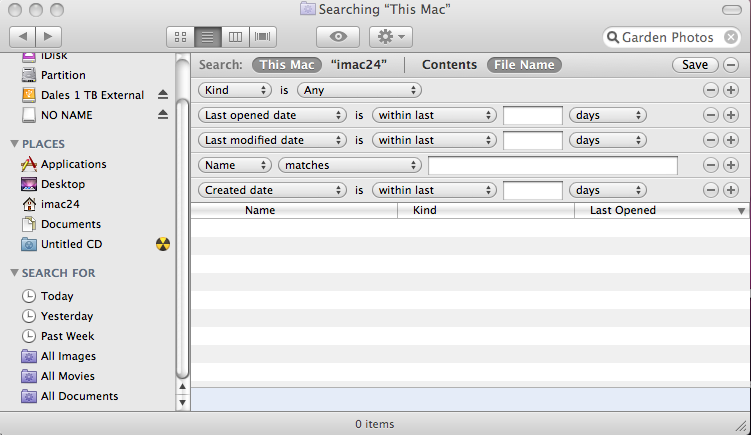 Searching “This Mac”
Garden Photos
iDisk
Partition
Dales 1 TB External
NO NAME
PLACES
Applications
Desktop
imac24
Documents
Untitled CD
SEARCH FOR
Today
Yesterday
Past Week
All Images
All Movies
All Documents
Search: This Mac “imac24” Contents File Name Save
Kind is Any
Last opened date is within last days
Last modified date is within last days
Name matches
Created date is within last days
Name Kind Last Opened
0 items